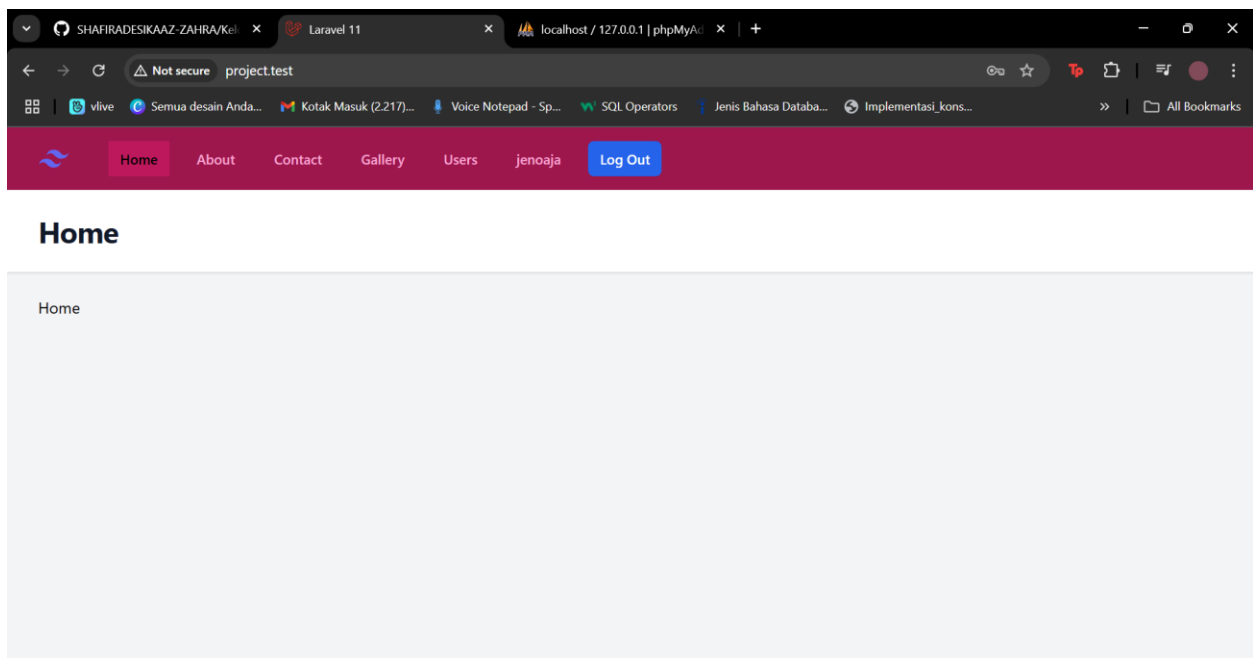 SHAFIRADESIKAAZ-ZAHRA/Kel Laravel 11 localhost / 127.0.0.1 | phpMyAd
Not secure project.test Tp
vlive Semua desain Anda... Kotak Masuk (2.217)... Voice Notepad - Sp... SQL Operators Jenis Bahasa Databa... Implementasi_kons... » All Bookmarks
Home About Contact Gallery Users jenoaja Log Out
Home
Home